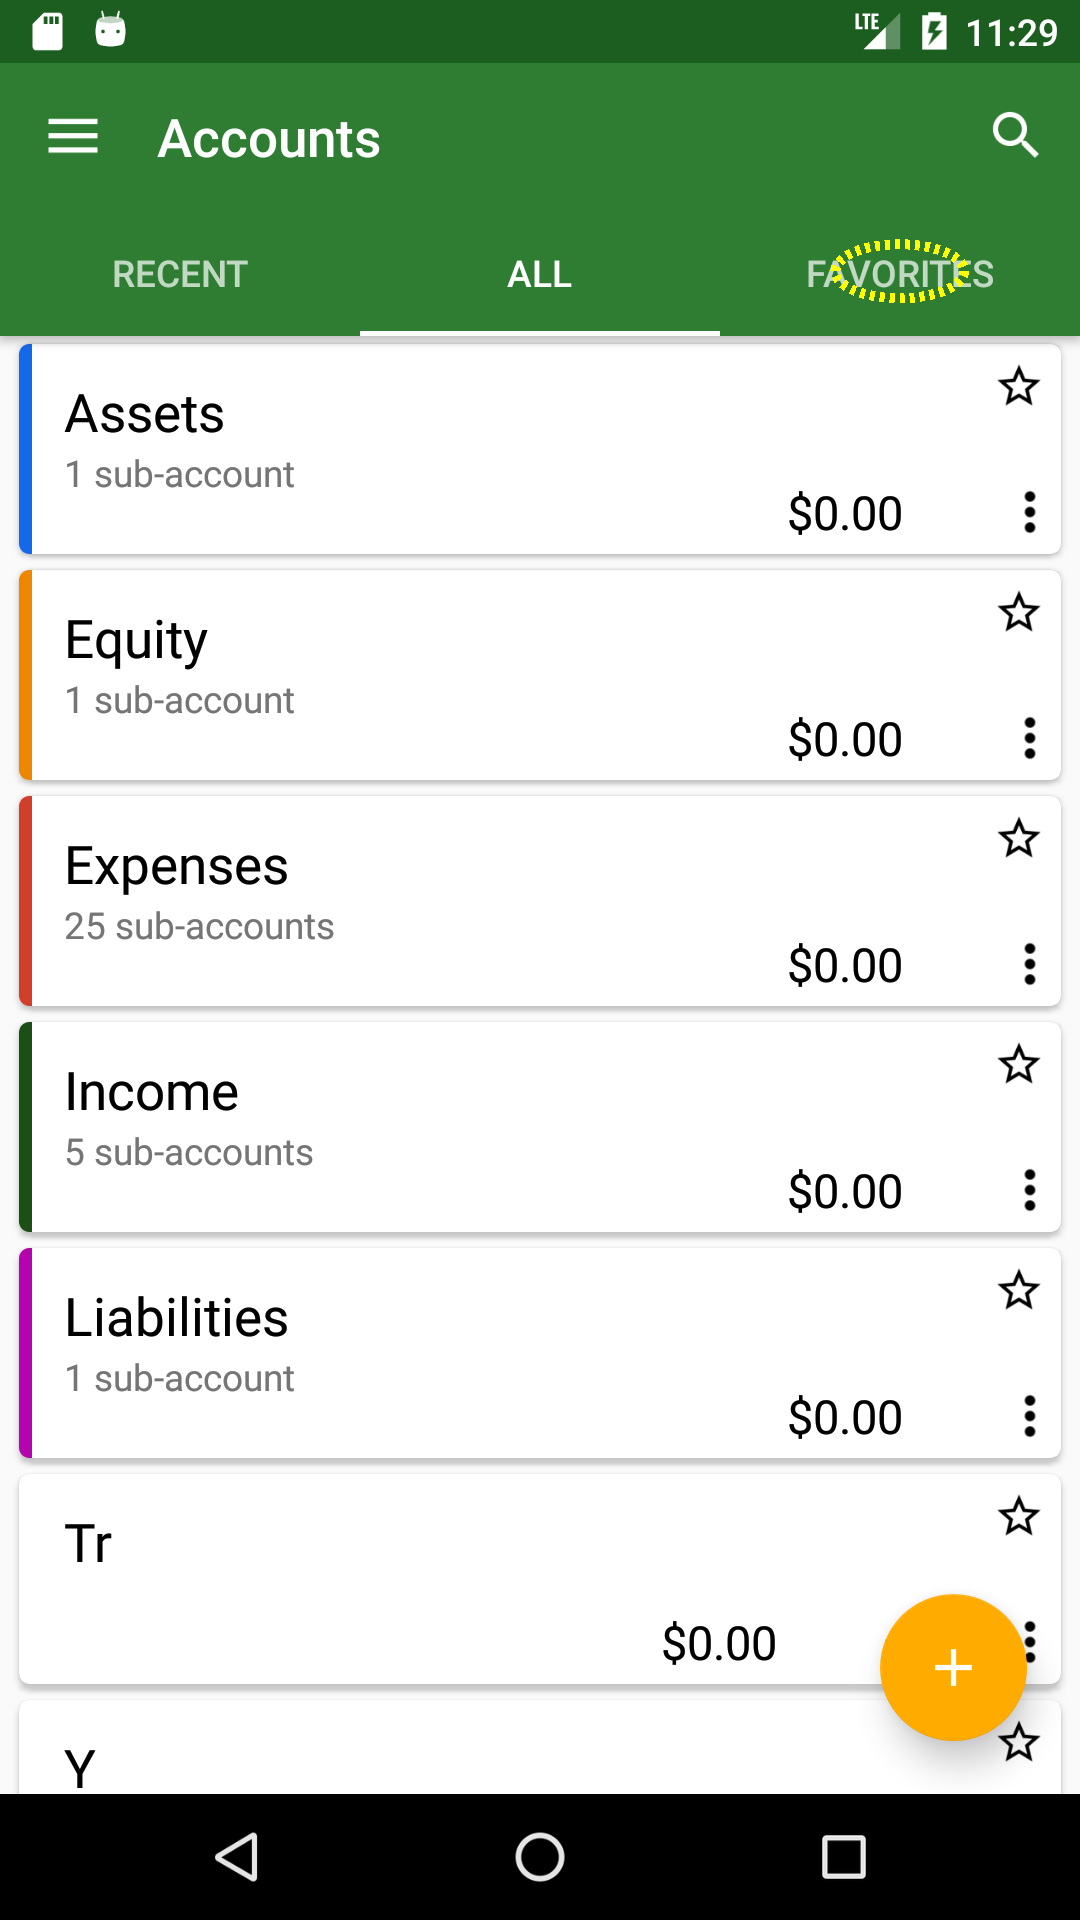 LTE 11:29
Accounts
RECENT ALL FAVORITES
Assets
1 sub-account
$0.00
Equity
1 sub-account
$0.00
Expenses
25 sub-accounts
$0.00
Income
5 sub-accounts
$0.00
Liabilities
1 sub-account
$0.00
Tr
$0.00
Y